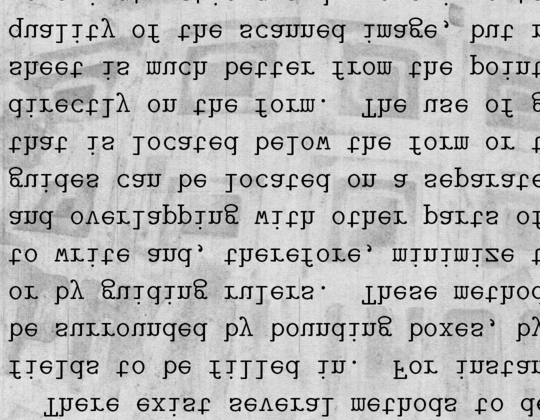 There exist several methods to de
fields to be filled in. For instan
be surrounded by bounding boxes, by
or by guiding rulers. These method
to write and, therefore, minimize t
and overlapping with other parts of
guides can be located on a separate
that is located below the form or t
directly on the form. The use of g
sheet is much better from the point
quality of the scanned image, but r